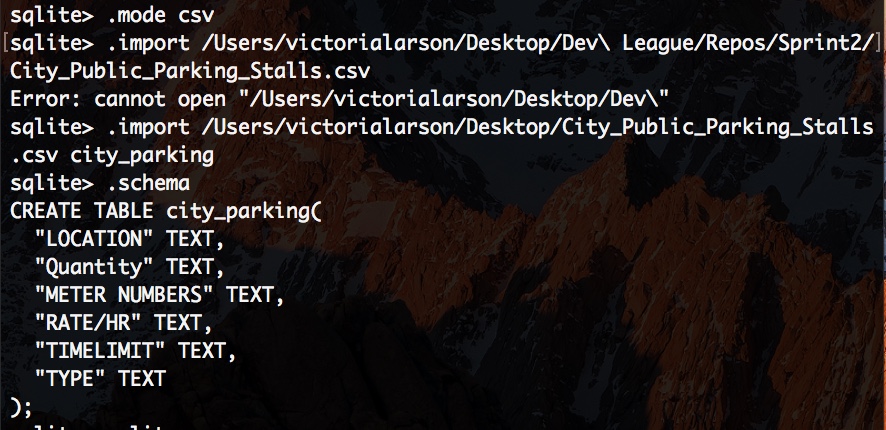 sqlite> .mode csv
[sqlite> .import /Users/victorialarson/Desktop/Dev\ League/Repos/Sprint2/]
City_Public_Parking_Stalls.csv
Error: cannot open "/Users/victorialarson/Desktop/Dev\"
sqlite> .import /Users/victorialarson/Desktop/City_Public_Parking_Stalls
.csv city_parking
sqlite> .schema
CREATE TABLE city_parking(
  "LOCATION" TEXT,
  "Quantity" TEXT,
  "METER NUMBERS" TEXT,
  "RATE/HR" TEXT,
  "TIMELIMIT" TEXT,
  "TYPE" TEXT
);